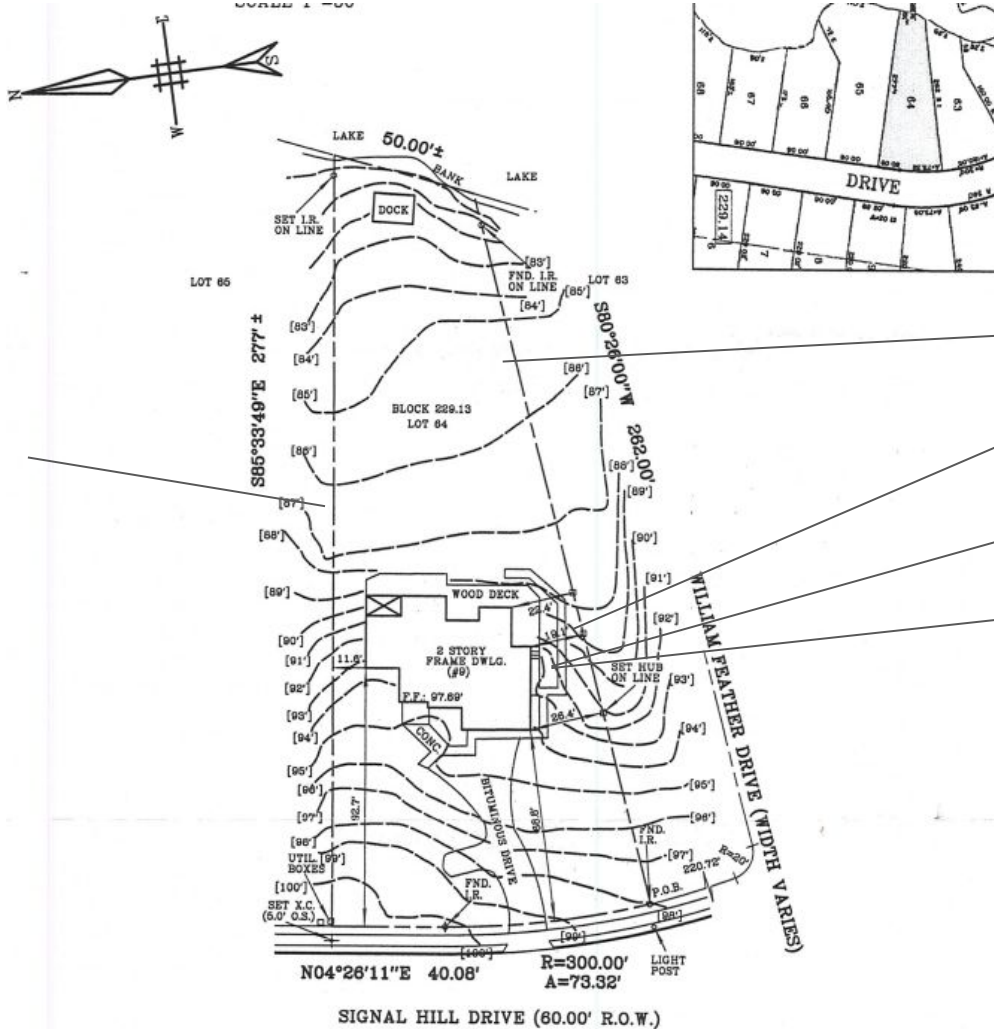 N
S
W
LAKE
50.00'±
BANK
LAKE
DOCK
SET I.R.
ON LINE
LOT 65
[83']
FND. I.R.
ON LINE
[85']
LOT 63
[84']
[83']
[84']
[85']
[86']
S85°33'49"E 277' ±
BLOCK 229.13
LOT 64
[86']
[87']
S80°26'00"W 262.00'
[87']
[88']
[88']
[89']
[90']
[89']
WOOD DECK
22.4'
[91']
[90']
19.1'
[92']
[91']
11.6'
2 STORY
FRAME DWLG.
(#9)
SET HUB
ON LINE
[92']
F.F.: 97.69'
[93']
[93']
26.4'
[94']
CONC.
[94']
[95']
[95']
[96']
92.7'
BITUMINOUS DRIVE
[96']
[97']
FND.
I.R.
[97']
UTIL.
BOXES
[99']
[100']
FND.
I.R.
220.72'
R=20'
P.O.B.
SET X.C.
(5.0' O.S.)
[98']
[99']
[100']
LIGHT
POST
WILLIAM FEATHER DRIVE (WIDTH VARIES)
N04°26'11"E 40.08'
R=300.00'
A=73.32'
SIGNAL HILL DRIVE (60.00' R.O.W.)
68
67
66
65
64
63
DRIVE
229.14